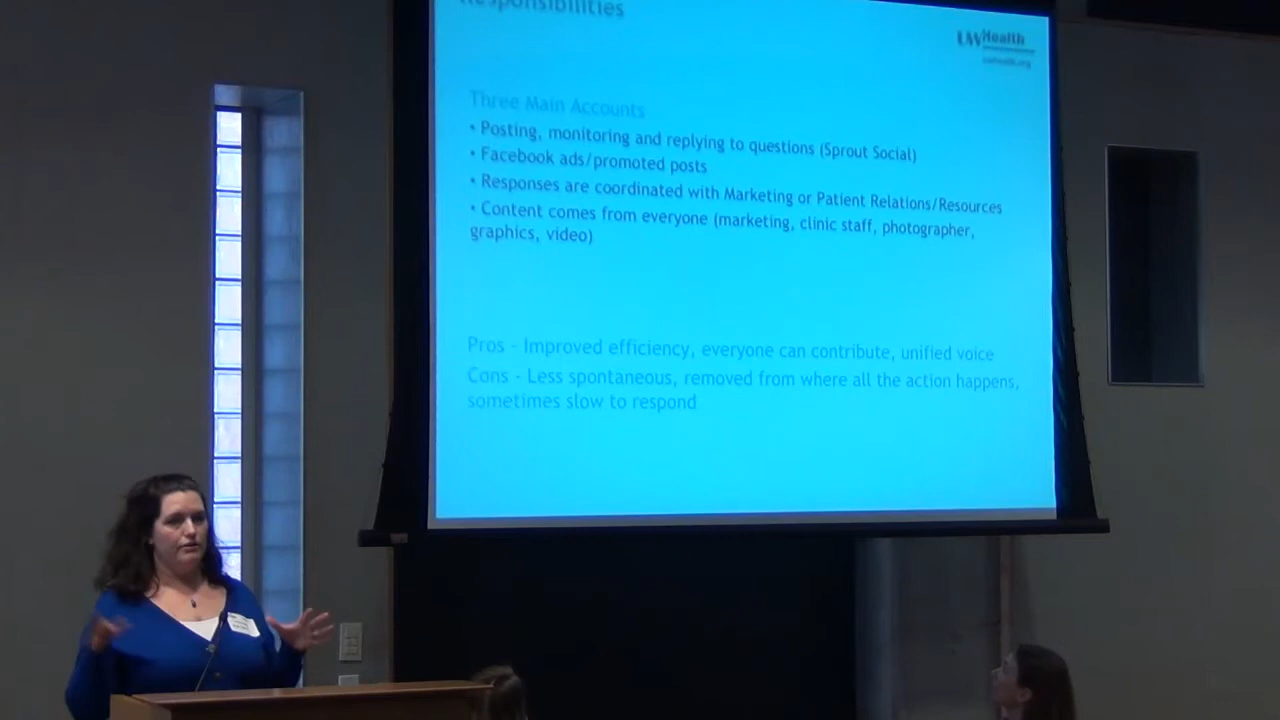 Responsibilities
UWHealth
uwhealth.org
Three Main Accounts
• Posting, monitoring and replying to questions (Sprout Social)
• Facebook ads/promoted posts
• Responses are coordinated with Marketing or Patient Relations/Resources
• Content comes from everyone (marketing, clinic staff, photographer,
graphics, video)
Pros - Improved efficiency, everyone can contribute, unified voice
Cons - Less spontaneous, removed from where all the action happens,
sometimes slow to respond